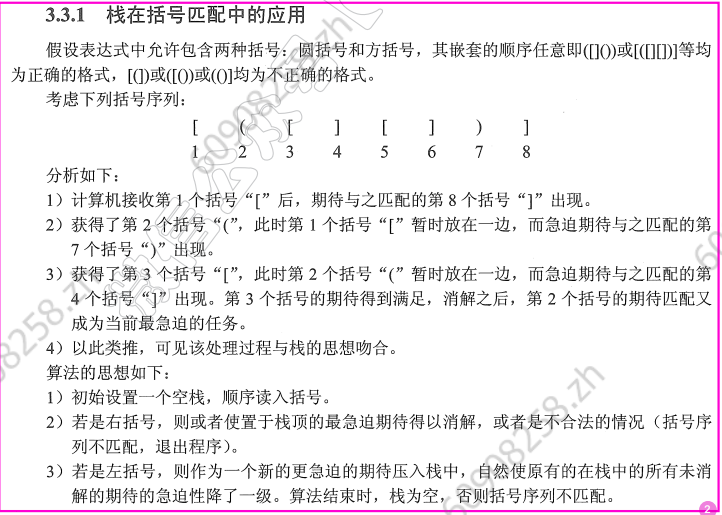 3.3.1 栈在括号匹配中的应用
假设表达式中允许包含两种括号：圆括号和方括号，其嵌套的顺序任意即([]())或[([][])]等均
为正确的格式，[(])或([())或(()]均为不正确的格式。
考虑下列括号序列：
[ ( [ ] [ ] ) ]
1 2 3 4 5 6 7 8
分析如下：
1）计算机接收第 1 个括号“[”后，期待与之匹配的第 8 个括号“]”出现。
2）获得了第 2 个括号“(”，此时第 1 个括号“[”暂时放在一边，而急迫期待与之匹配的第
7 个括号“)”出现。
3）获得了第 3 个括号“[”，此时第 2 个括号“(”暂时放在一边，而急迫期待与之匹配的第
4 个括号“]”出现。第 3 个括号的期待得到满足，消解之后，第 2 个括号的期待匹配又
成为当前最急迫的任务。
4）以此类推，可见该处理过程与栈的思想吻合。
算法的思想如下：
1）初始设置一个空栈，顺序读入括号。
2）若是右括号，则或者使置于栈顶的最急迫期待得以消解，或者是不合法的情况（括号序
列不匹配，退出程序）。
3）若是左括号，则作为一个新的更急迫的期待压入栈中，自然使原有的在栈中的所有未消
解的期待的急迫性降了一级。算法结束时，栈为空，否则括号序列不匹配。
60908258.zh
60908258.zh
2